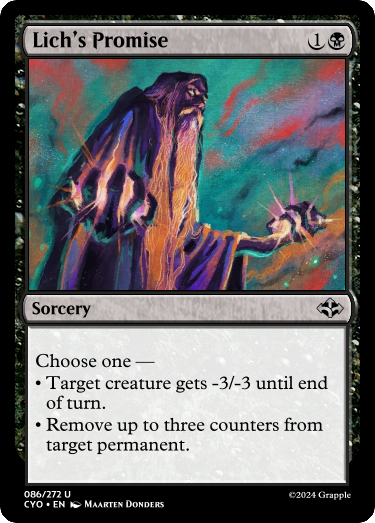 Lich's Promise 1
Sorcery
Choose one —
• Target creature gets -3/-3 until end
of turn.
• Remove up to three counters from
target permanent.
086/272 U
CYO • EN Maarten Donders
©2024 Grapple